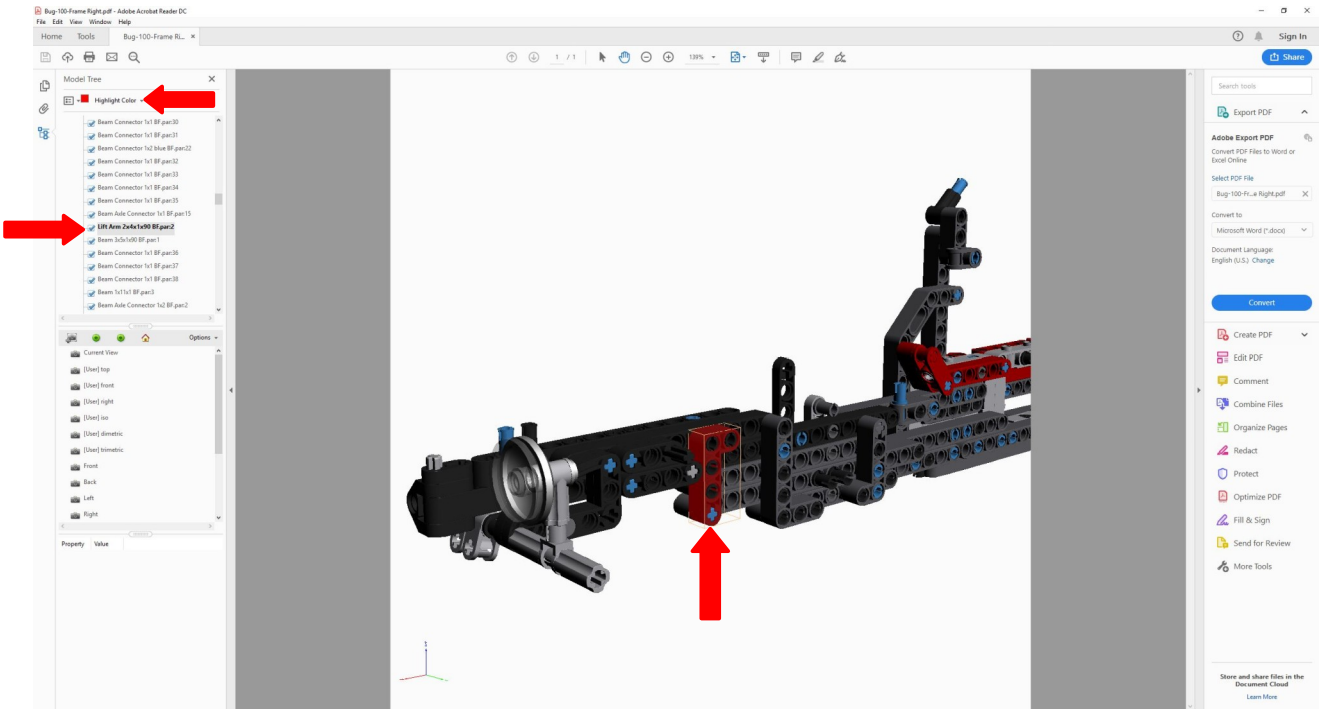 Bug-100-Frame Right.pdf - Adobe Acrobat Reader DC
File Edit View Window Help
Home Tools Bug-100-Frame Ri... × Sign In
1 / 1 139% Share
Model Tree
Highlight Color
Beam Connector 1x1 BF.par:30
Beam Connector 1x1 BF.par:31
Beam Connector 1x2 blue BF.par:22
Beam Connector 1x1 BF.par:32
Beam Connector 1x1 BF.par:33
Beam Connector 1x1 BF.par:34
Beam Connector 1x1 BF.par:35
Beam Axle Connector 1x1 BF.par:15
Lift Arm 2x4x1x90 BF.par:2
Beam 3x5x1x90 BF.par:1
Beam Connector 1x1 BF.par:36
Beam Connector 1x1 BF.par:37
Beam Connector 1x1 BF.par:38
Beam 1x11x1 BF.par:3
Beam Axle Connector 1x2 BF.par:2
Options
Current View
[User] top
[User] front
[User] right
[User] iso
[User] dimetric
[User] trimetric
Front
Back
Left
Right
Property Value
Search tools
Export PDF
Adobe Export PDF
Convert PDF Files to Word or
Excel Online
Select PDF File
Bug-100-Fr...e Right.pdf
Convert to
Microsoft Word (*.docx)
Document Language:
English (U.S.) Change
Convert
Create PDF
Edit PDF
Comment
Combine Files
Organize Pages
Redact
Protect
Optimize PDF
Fill & Sign
Send for Review
More Tools
Store and share files in the
Document Cloud
Learn More